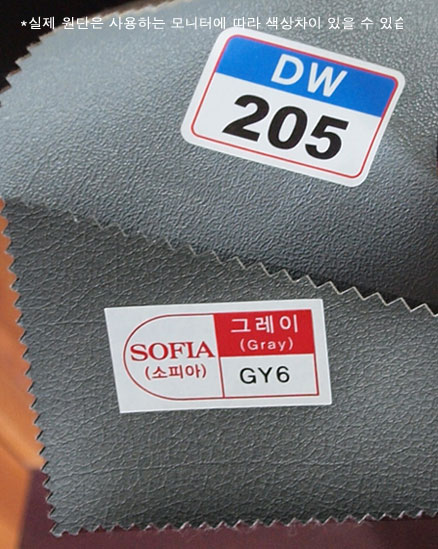 *실제 원단은 사용하는 모니터에 따라 색상차이 있을 수 있
DW
205
SOFIA
(소피아)
그레이
(Gray)
GY6